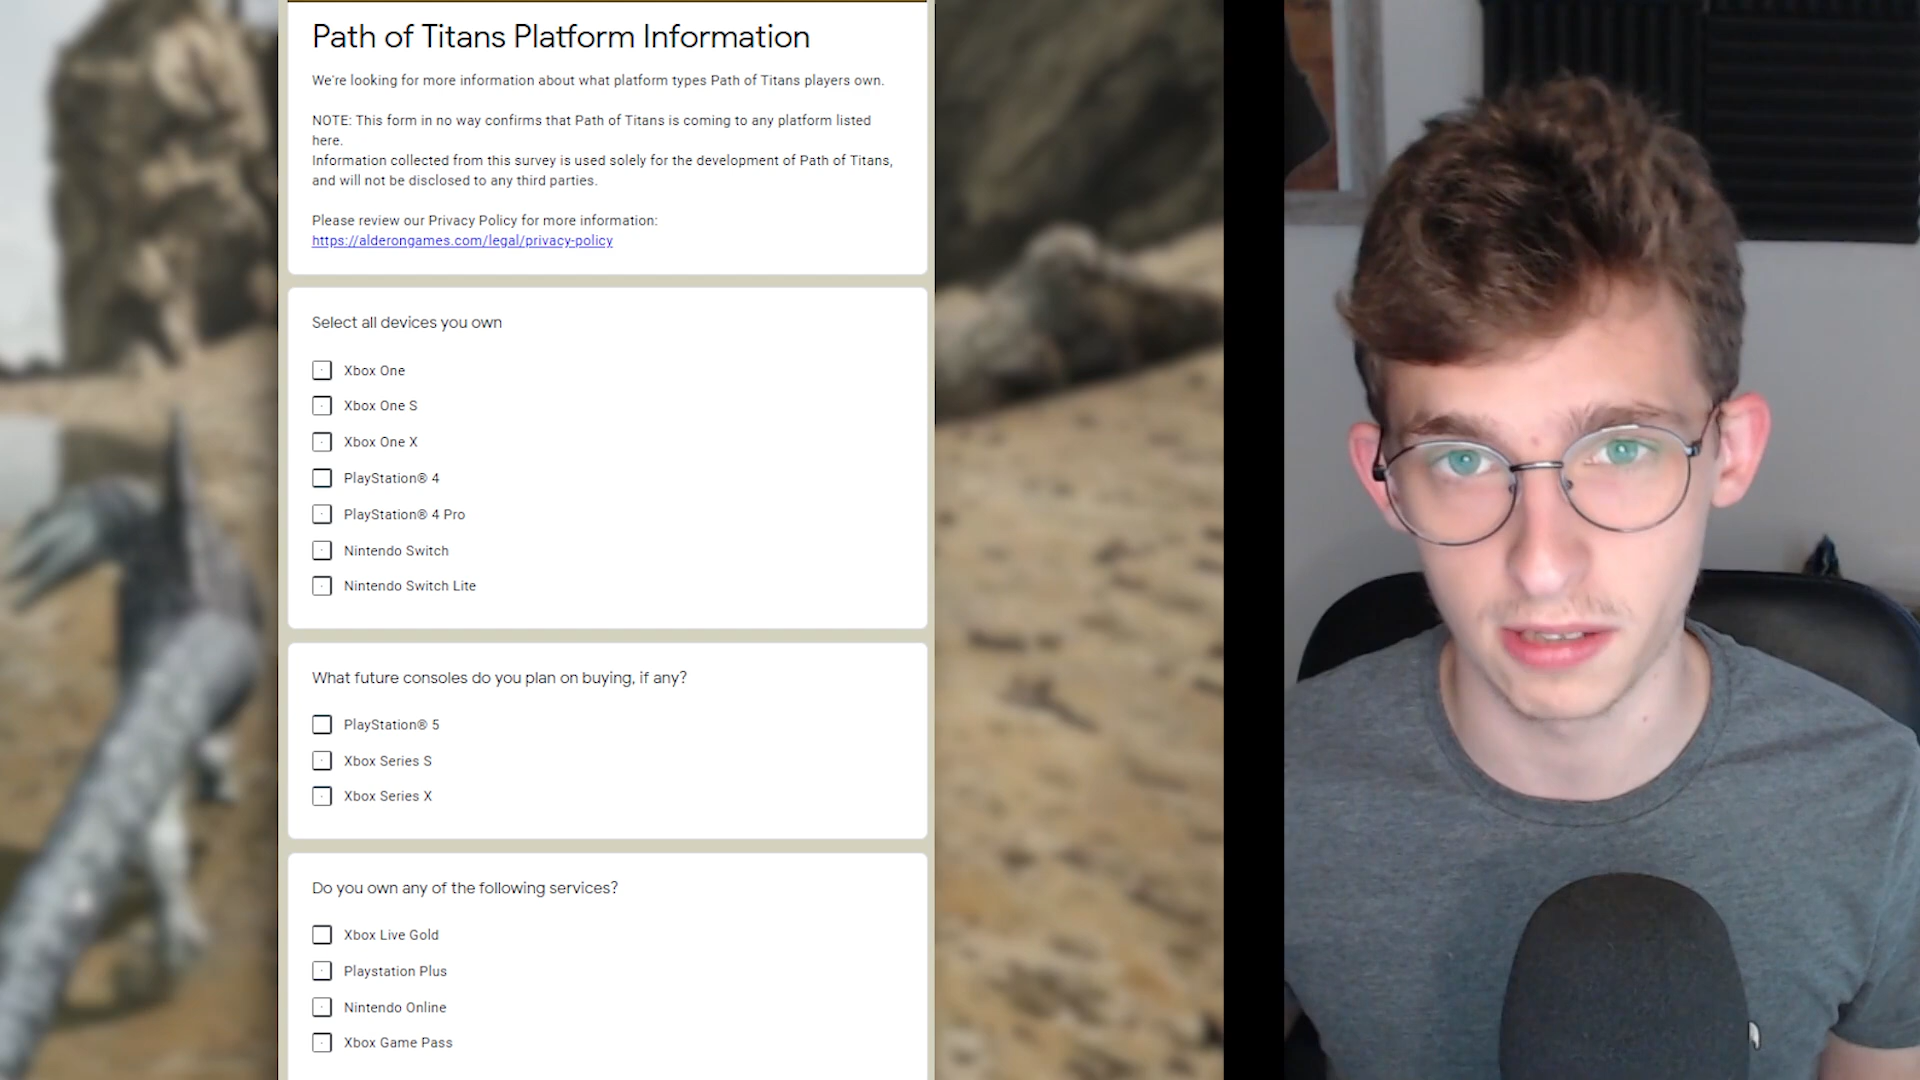 Path of Titans Platform Information
We're looking for more information about what platform types Path of Titans players own.
NOTE: This form in no way confirms that Path of Titans is coming to any platform listed
here.
Information collected from this survey is used solely for the development of Path of Titans,
and will not be disclosed to any third parties.
Please review our Privacy Policy for more information:
https://alderongames.com/legal/privacy-policy
Select all devices you own
Xbox One
Xbox One S
Xbox One X
PlayStation® 4
PlayStation® 4 Pro
Nintendo Switch
Nintendo Switch Lite
What future consoles do you plan on buying, if any?
PlayStation® 5
Xbox Series S
Xbox Series X
Do you own any of the following services?
Xbox Live Gold
Playstation Plus
Nintendo Online
Xbox Game Pass